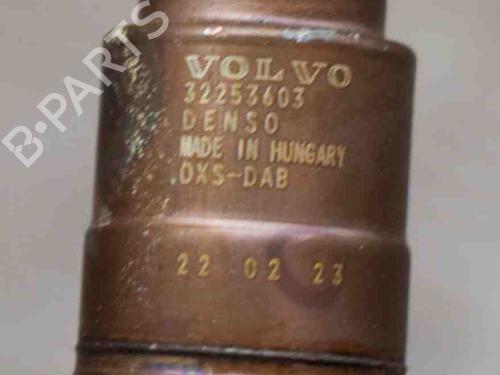 VOLVO
32253603
DENSO
MADE IN HUNGARY
OXS-DAB
22 02 23
B-PARTS